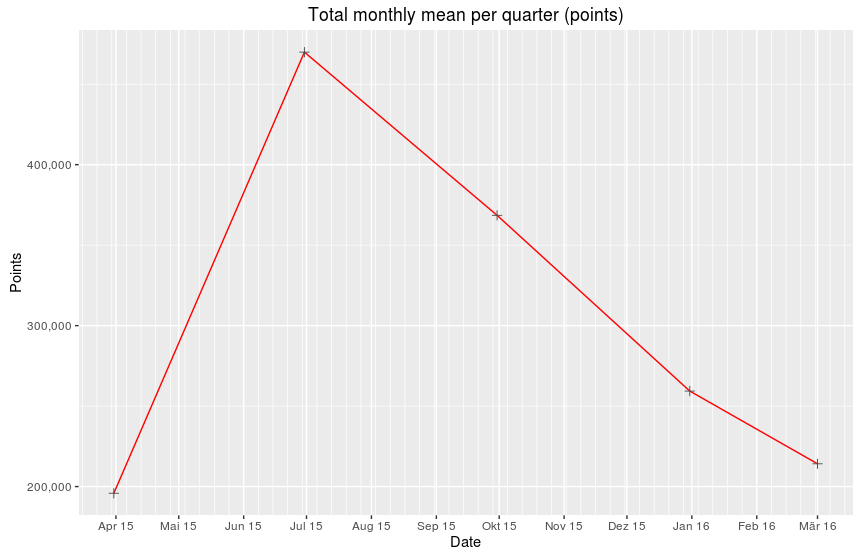 Total monthly mean per quarter (points)
Points
400,000
300,000
200,000
Apr 15 Mai 15 Jun 15 Jul 15 Aug 15 Sep 15 Okt 15 Nov 15 Dez 15 Jan 16 Feb 16 Mär 16
Date